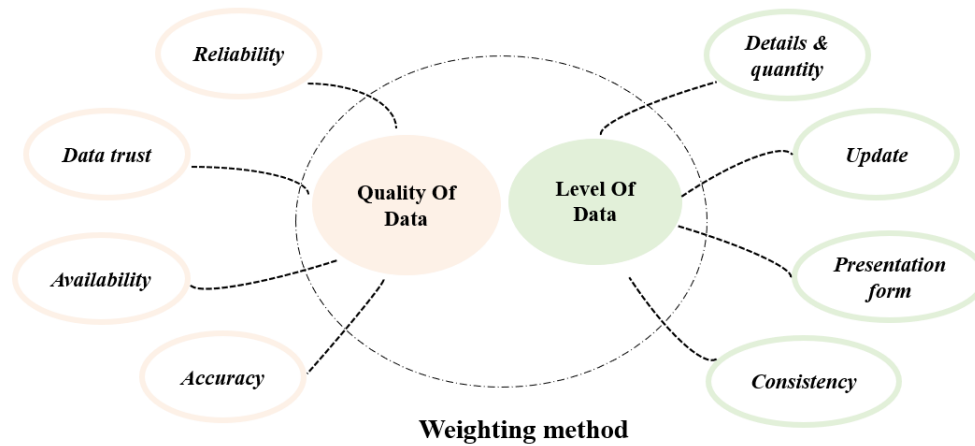 Reliability
Data trust
Availability
Accuracy
Quality Of
Data
Level Of
Data
Details &
quantity
Update
Presentation
form
Consistency
Weighting method